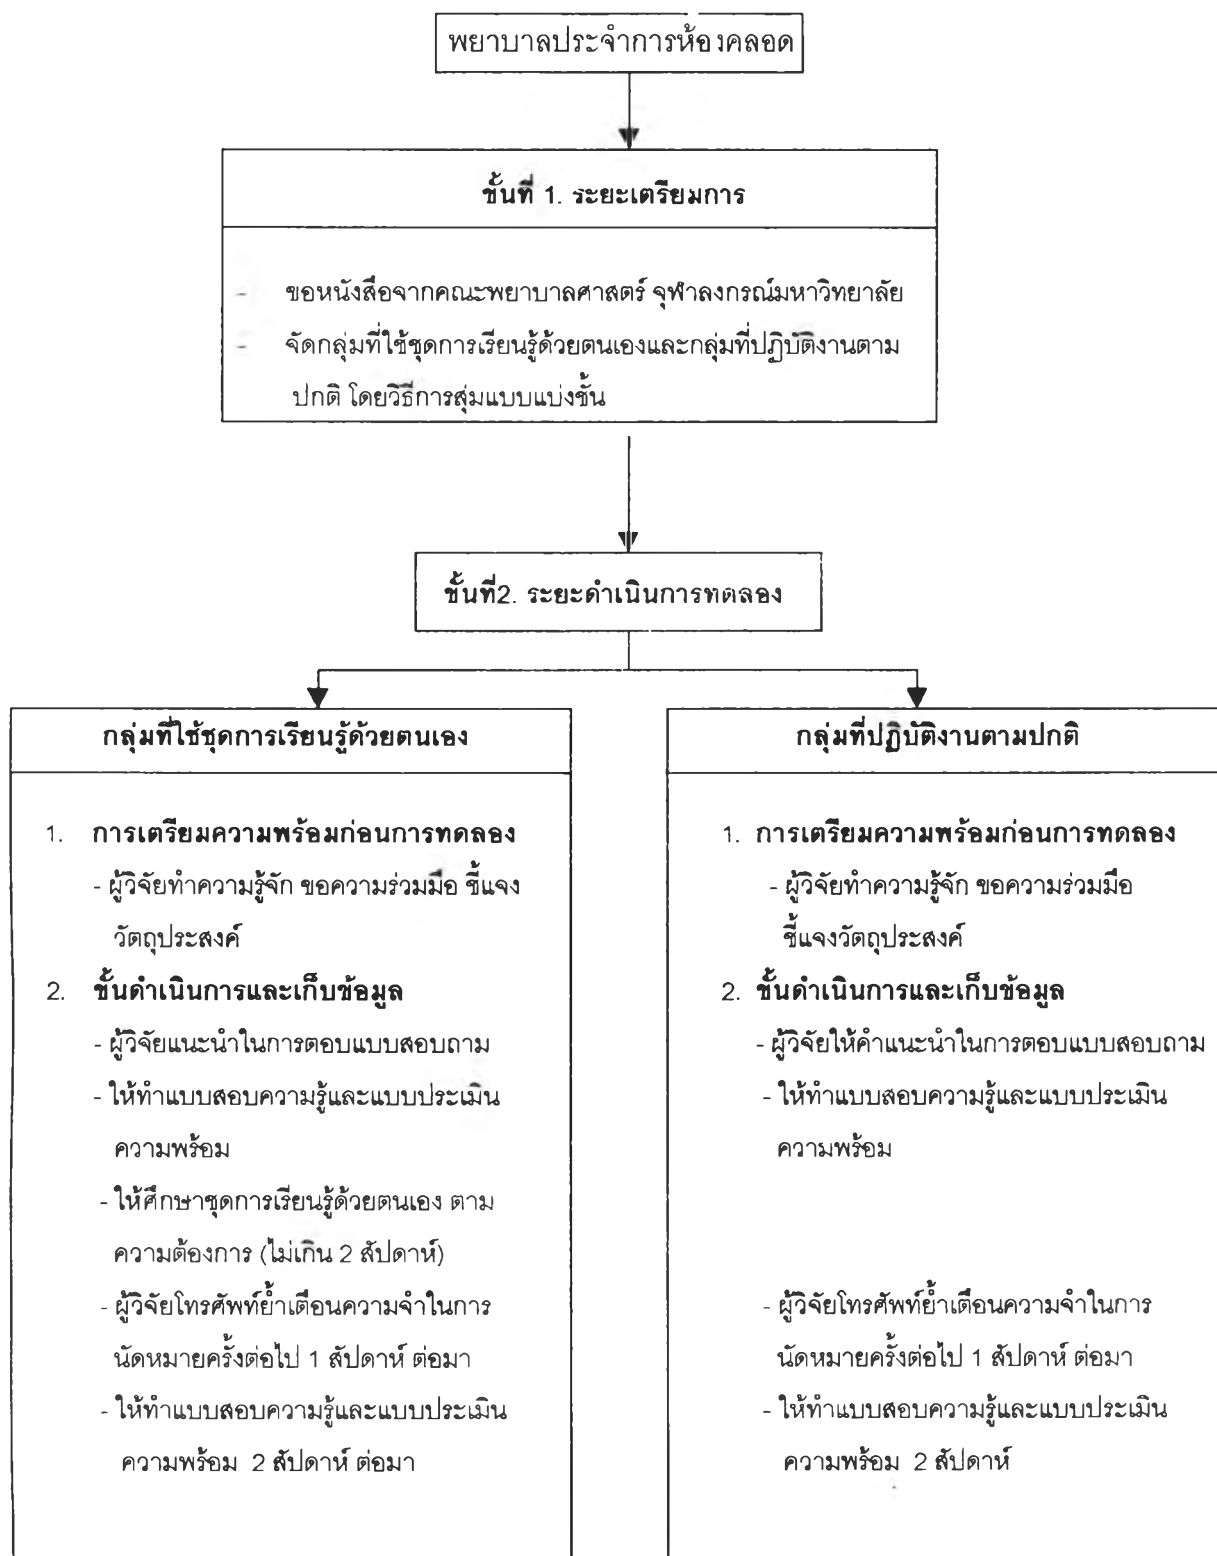 พยาบาลประจำการห้องคลอด
ขั้นที่ 1. ระยะเตรียมการ
- ขอหนังสือจากคณะพยาบาลศาสตร์ จุฬาลงกรณ์มหาวิทยาลัย
- จัดกลุ่มที่ใช้ชุดการเรียนรู้ด้วยตนเองและกลุ่มที่ปฏิบัติงานตาม
ปกติ โดยวิธีการสุ่มแบบแบ่งชั้น
ขั้นที่2. ระยะดำเนินการทดลอง
กลุ่มที่ใช้ชุดการเรียนรู้ด้วยตนเอง
1. การเตรียมความพร้อมก่อนการทดลอง
- ผู้วิจัยทำความรู้จัก ขอความร่วมมือ ชี้แจง
วัตถุประสงค์
2. ขั้นดำเนินการและเก็บข้อมูล
- ผู้วิจัยแนะนำในการตอบแบบสอบถาม
- ให้ทำแบบสอบความรู้และแบบประเมิน
ความพร้อม
- ให้ศึกษาชุดการเรียนรู้ด้วยตนเอง ตาม
ความต้องการ (ไม่เกิน 2 สัปดาห์)
- ผู้วิจัยโทรศัพท์ย้ำเตือนความจำในการ
นัดหมายครั้งต่อไป 1 สัปดาห์ ต่อมา
- ให้ทำแบบสอบความรู้และแบบประเมิน
ความพร้อม 2 สัปดาห์ ต่อมา
กลุ่มที่ปฏิบัติงานตามปกติ
1. การเตรียมความพร้อมก่อนการทดลอง
- ผู้วิจัยทำความรู้จัก ขอความร่วมมือ
ชี้แจงวัตถุประสงค์
2. ขั้นดำเนินการและเก็บข้อมูล
- ผู้วิจัยให้คำแนะนำในการตอบแบบสอบถาม
- ให้ทำแบบสอบความรู้และแบบประเมิน
ความพร้อม
- ผู้วิจัยโทรศัพท์ย้ำเตือนความจำในการ
นัดหมายครั้งต่อไป 1 สัปดาห์ ต่อมา
- ให้ทำแบบสอบความรู้และแบบประเมิน
ความพร้อม 2 สัปดาห์